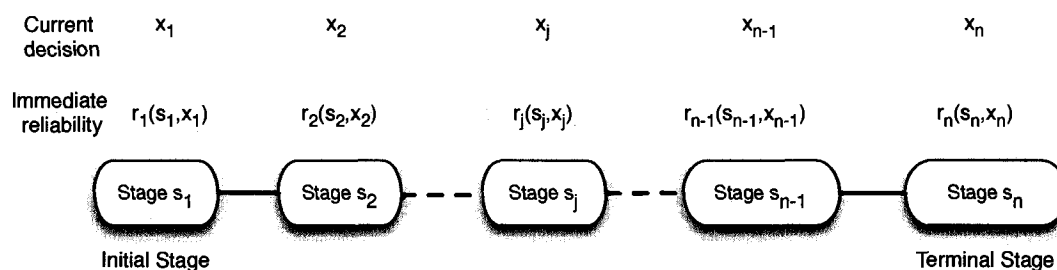 Current decision x₁ x₂ xⱼ xₙ₋₁ xₙ
Immediate reliability r₁(s₁,x₁) r₂(s₂,x₂) rⱼ(sⱼ,xⱼ) rₙ₋₁(sₙ₋₁,xₙ₋₁) rₙ(sₙ,xₙ)
Stage s₁ Stage s₂ Stage sⱼ Stage sₙ₋₁ Stage sₙ
Initial Stage Terminal Stage